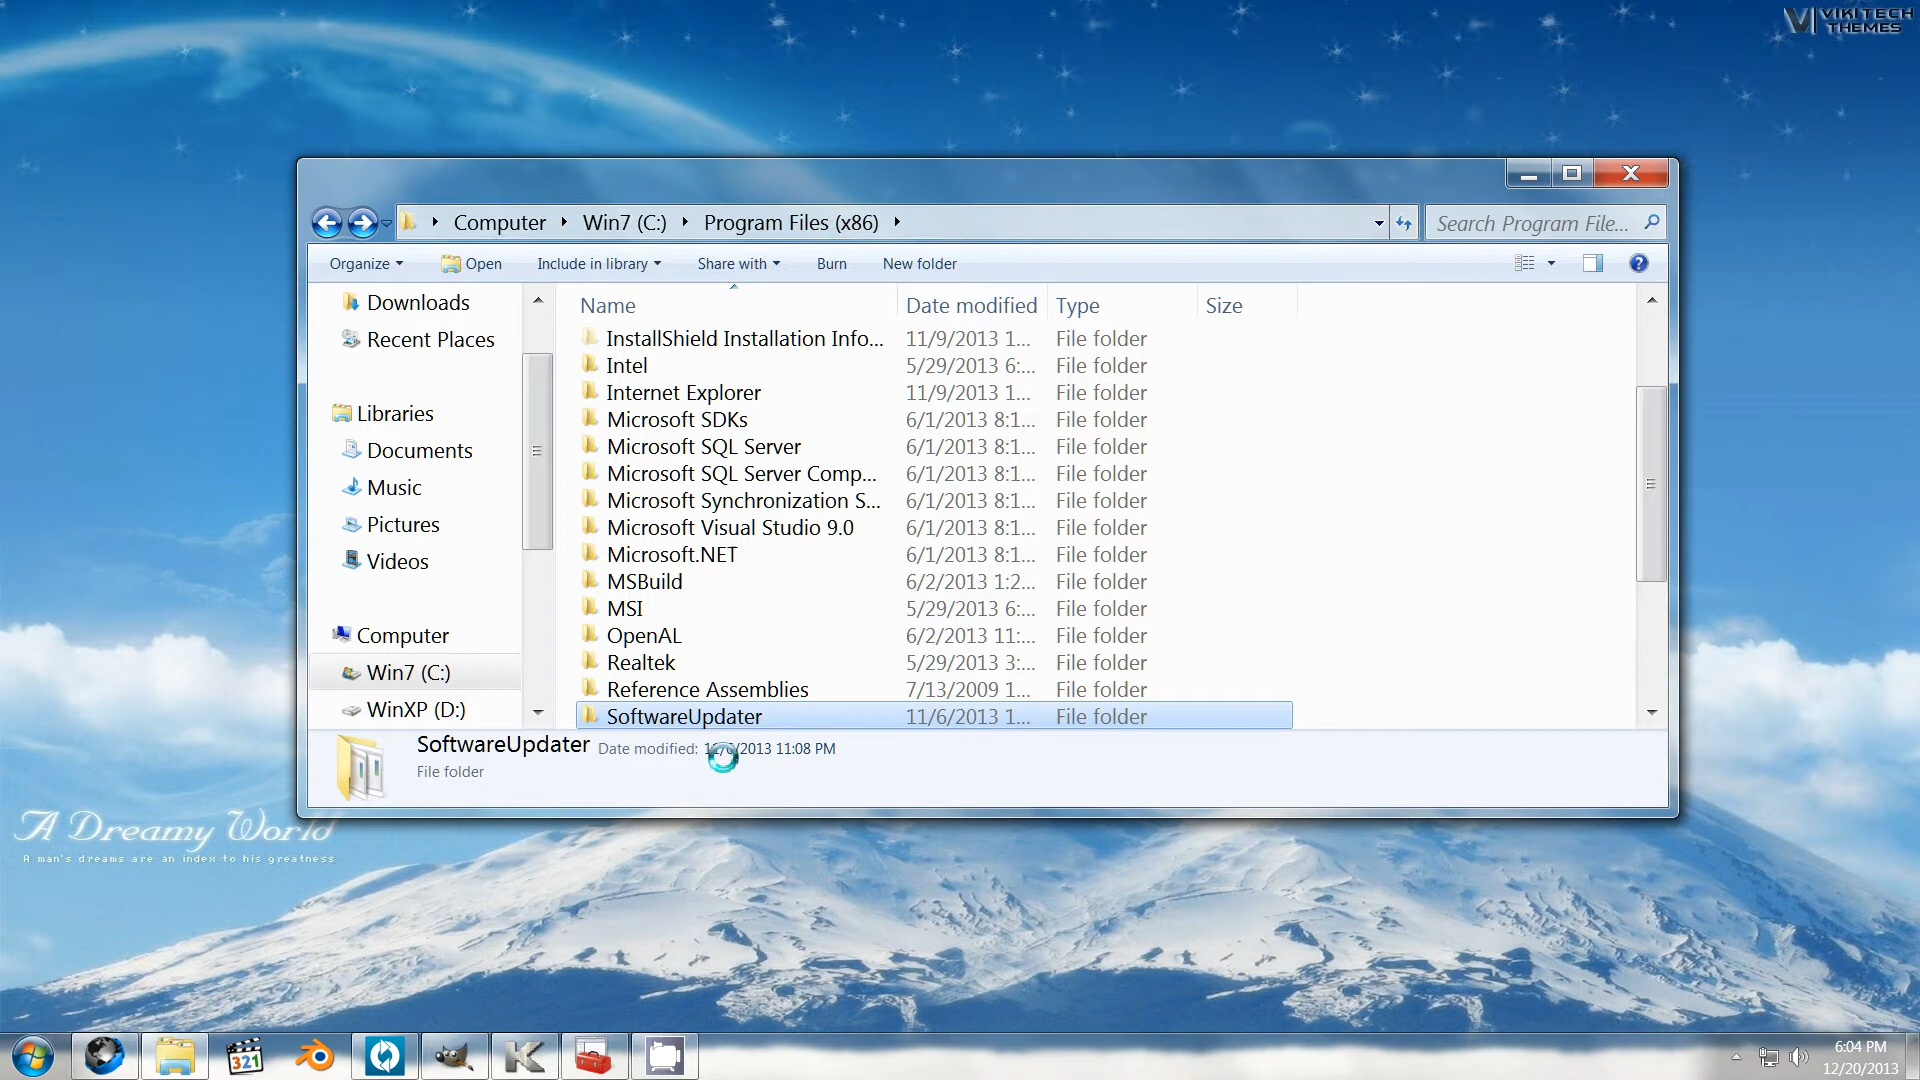 VIKITECH
THEMES
Computer Win7 (C:) Program Files (x86)
Search Program File...
Organize Open Include in library Share with Burn New folder
Downloads
Recent Places
Libraries
Documents
Music
Pictures
Videos
Computer
Win7 (C:)
WinXP (D:)
Name Date modified Type Size
InstallShield Installation Info... 11/9/2013 1... File folder
Intel 5/29/2013 6:... File folder
Internet Explorer 11/9/2013 1... File folder
Microsoft SDKs 6/1/2013 8:1... File folder
Microsoft SQL Server 6/1/2013 8:1... File folder
Microsoft SQL Server Comp... 6/1/2013 8:1... File folder
Microsoft Synchronization S... 6/1/2013 8:1... File folder
Microsoft Visual Studio 9.0 6/1/2013 8:1... File folder
Microsoft.NET 6/1/2013 8:1... File folder
MSBuild 6/2/2013 1:2... File folder
MSI 5/29/2013 6:... File folder
OpenAL 6/2/2013 11:... File folder
Realtek 5/29/2013 3:... File folder
Reference Assemblies 7/13/2009 1... File folder
SoftwareUpdater 11/6/2013 1... File folder
SoftwareUpdater Date modified: 11/6/2013 11:08 PM
File folder
A Dreamy World
A man's dreams are an index to his greatness
321
K
6:04 PM
12/20/2013